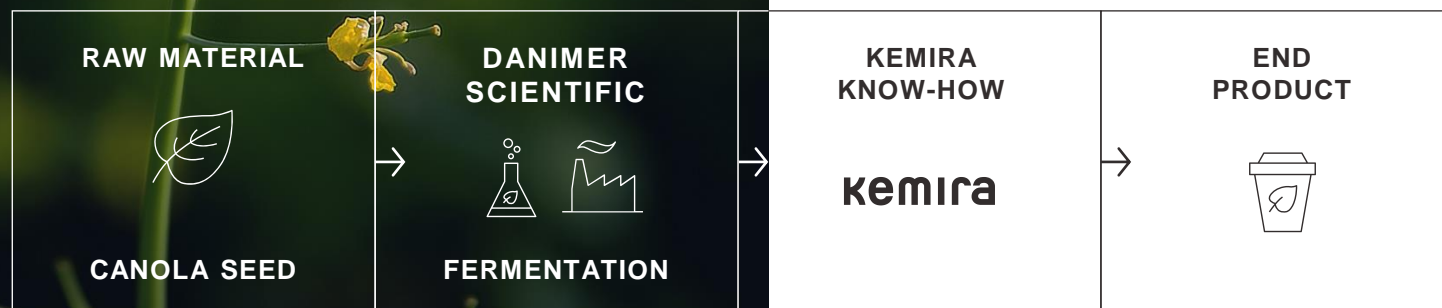 RAW MATERIAL
CANOLA SEED
DANIMER
SCIENTIFIC
FERMENTATION
KEMIRA
KNOW-HOW
kemira
END
PRODUCT